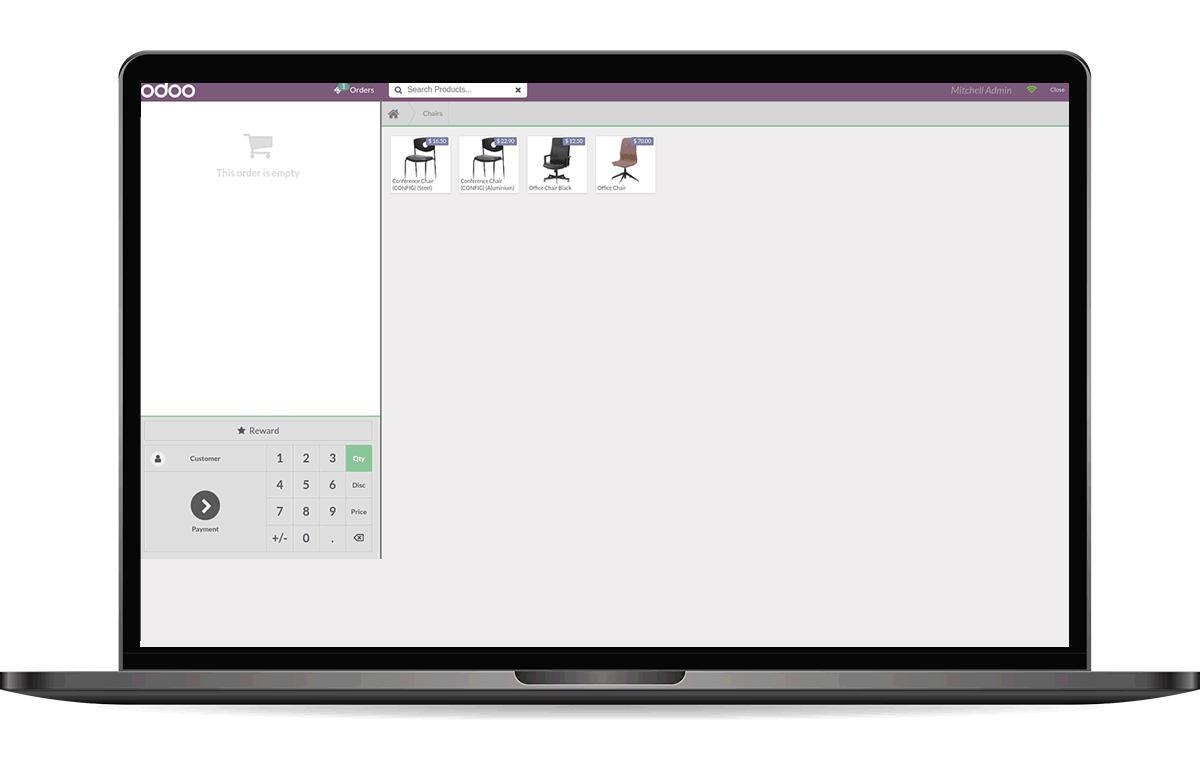 odoo
1 Orders
Search Products...
Mitchell Admin
Close
This order is empty
Chairs
$ 16.50
Conference Chair
(CONFIG) (Steel)
$ 22.90
Conference Chair
(CONFIG) (Aluminium)
$ 12.50
Office Chair Black
$ 70.00
Office Chair
Reward
Customer
1 2 3 Qty
4 5 6 Disc
7 8 9 Price
+/- 0 .
Payment